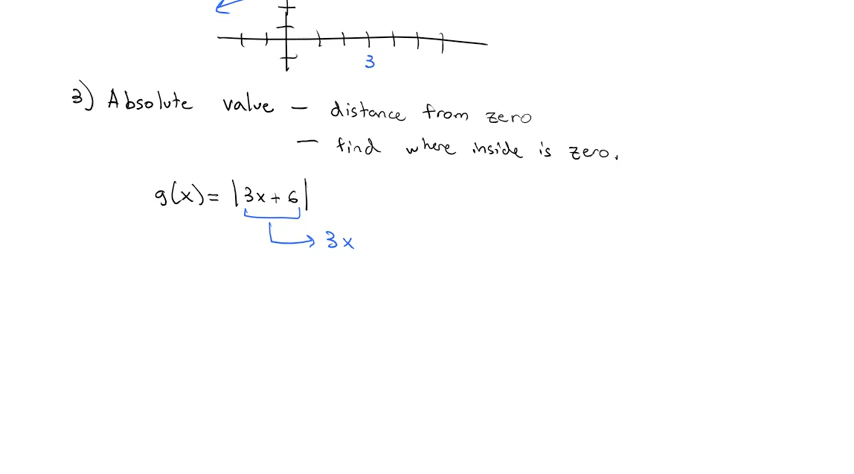 3
3) Absolute value – distance from zero
– find where inside is zero.
g(x) = |3x + 6|
3x